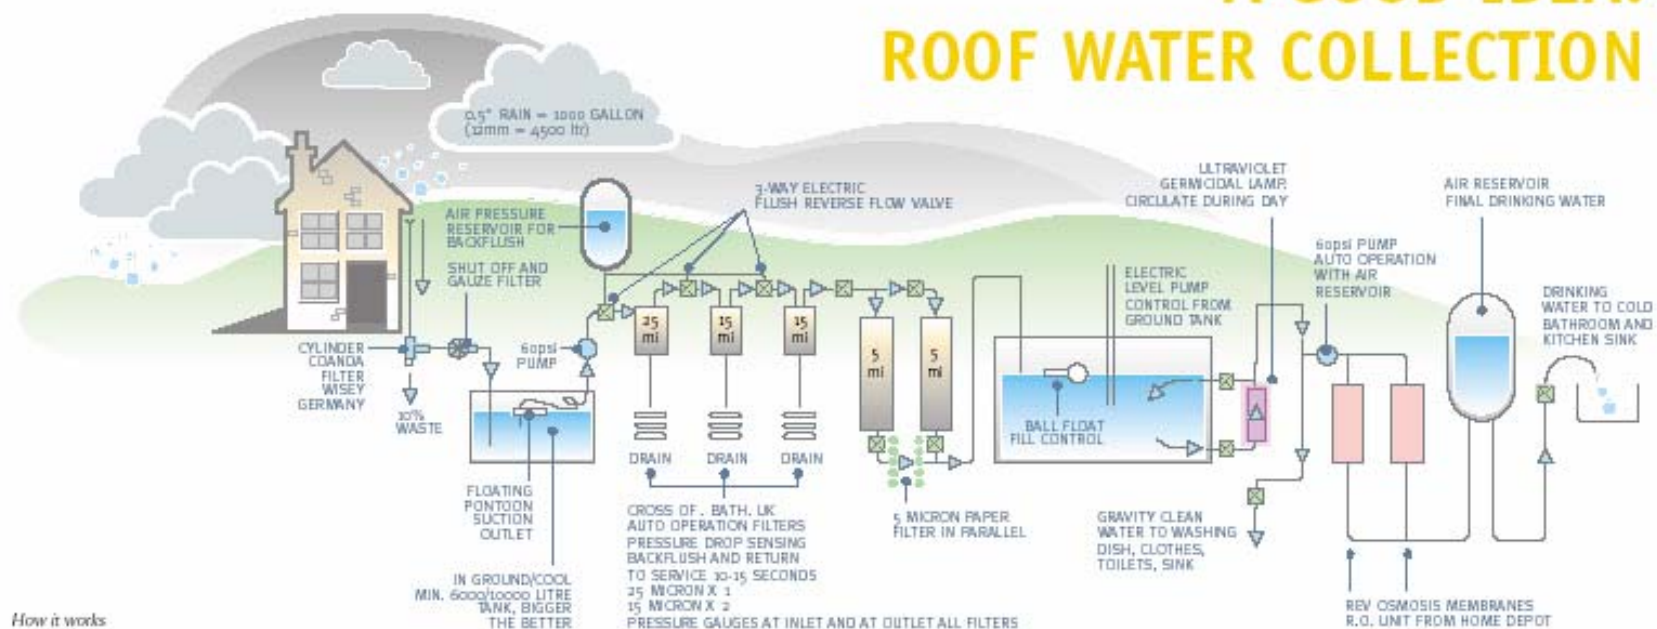 ROOF WATER COLLECTION
0.5" RAIN = 1000 GALLON
(12mm = 4500 ltr)
AIR PRESSURE
RESERVOIR FOR
BACKFLUSH
SHUT OFF AND
GAUZE FILTER
3-WAY ELECTRIC
FLUSH REVERSE FLOW VALVE
ULTRAVIOLET
GERMICIDAL LAMP.
CIRCULATE DURING DAY
AIR RESERVOIR
FINAL DRINKING WATER
60psi PUMP
AUTO OPERATION
WITH AIR
RESERVOIR
ELECTRIC
LEVEL PUMP
CONTROL FROM
GROUND TANK
DRINKING
WATER TO COLD
BATHROOM AND
KITCHEN SINK
CYLINDER
COANDA
FILTER
WISEY
GERMANY
10%
WASTE
60psi
PUMP
25
mi
15
mi
15
mi
5
mi
5
mi
BALL FLOAT
FILL CONTROL
DRAIN
DRAIN
DRAIN
FLOATING
PONTOON
SUCTION
OUTLET
IN GROUND/COOL
MIN. 6000/10000 LITRE
TANK, BIGGER
THE BETTER
CROSS OF . BATH. UK
AUTO OPERATION FILTERS
PRESSURE DROP SENSING
BACKFLUSH AND RETURN
TO SERVICE 10-15 SECONDS
25 MICRON X 1
15 MICRON X 2
PRESSURE GAUGES AT INLET AND AT OUTLET ALL FILTERS
5 MICRON PAPER
FILTER IN PARALLEL
GRAVITY CLEAN
WATER TO WASHING
DISH, CLOTHES,
TOILETS, SINK
REV OSMOSIS MEMBRANES
R.O. UNIT FROM HOME DEPOT
How it works